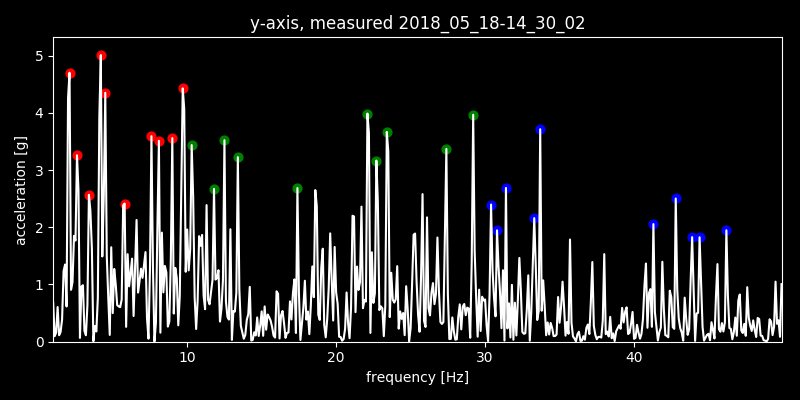 y-axis, measured 2018_05_18-14_30_02
acceleration [g]
5
4
3
2
1
0
10 20 30 40
frequency [Hz]